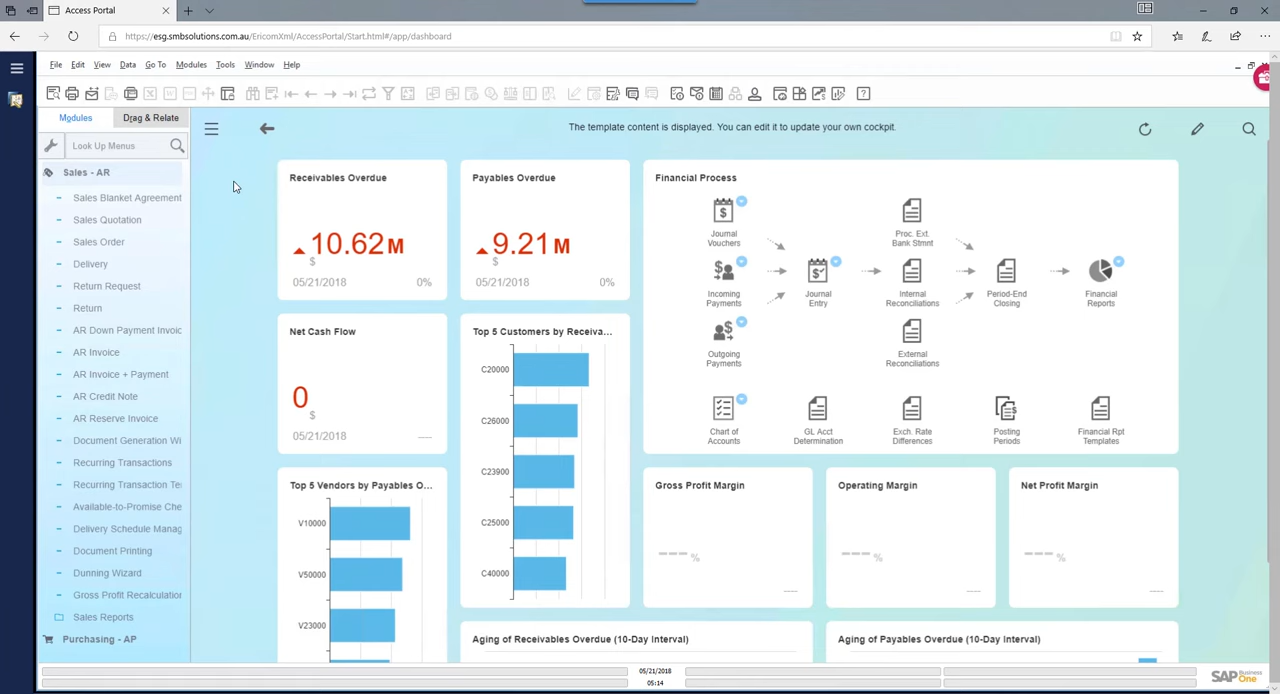 Access Portal
https://esg.smbsolutions.com.au/EricomXml/AccessPortal/Start.html#/app/dashboard
File Edit View Data Go To Modules Tools Window Help
Modules Drag & Relate
Look Up Menus
Sales - AR
Sales Blanket Agreement
Sales Quotation
Sales Order
Delivery
Return Request
Return
AR Down Payment Invoic
AR Invoice
AR Invoice + Payment
AR Credit Note
AR Reserve Invoice
Document Generation Wi
Recurring Transactions
Recurring Transaction Te
Available-to-Promise Che
Delivery Schedule Manag
Document Printing
Dunning Wizard
Gross Profit Recalculation
Sales Reports
Purchasing - AP
The template content is displayed. You can edit it to update your own cockpit.
Receivables Overdue
10.62M
$
05/21/2018 0%
Payables Overdue
9.21M
$
05/21/2018 0%
Financial Process
Journal
Vouchers
Proc. Ext.
Bank Stmnt
Incoming
Payments
Journal
Entry
Internal
Reconciliations
Period-End
Closing
Financial
Reports
Outgoing
Payments
External
Reconciliations
Chart of
Accounts
GL Acct
Determination
Exch. Rate
Differences
Posting
Periods
Financial Rpt
Templates
Net Cash Flow
0
$
05/21/2018 ----
Top 5 Customers by Receiva...
C20000
C26000
C23900
C25000
C40000
Top 5 Vendors by Payables O...
V10000
V50000
V23000
Gross Profit Margin
---%
----
Operating Margin
---%
----
Net Profit Margin
---%
----
Aging of Receivables Overdue (10-Day Interval)
Aging of Payables Overdue (10-Day Interval)
05/21/2018
05:14
SAP Business One